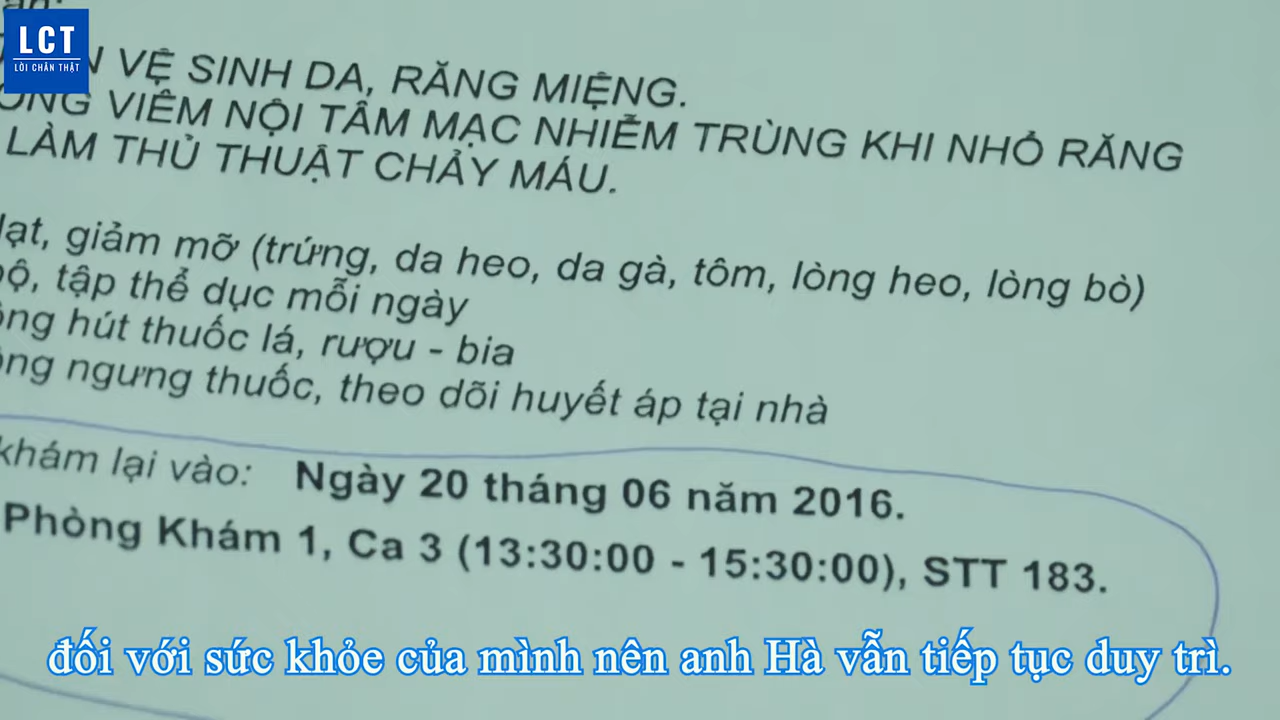 LCT
LỜI CHÂN THẬT
VỆ SINH DA, RĂNG MIỆNG.
VIÊM NỘI TÂM MẠC NHIỄM TRÙNG KHI NHỔ RĂNG
LÀM THỦ THUẬT CHẢY MÁU.
giảm mỡ (trứng, da heo, da gà, tôm, lòng heo, lòng bò)
tập thể dục mỗi ngày
hút thuốc lá, rượu - bia
ngưng thuốc, theo dõi huyết áp tại nhà
khám lại vào: Ngày 20 tháng 06 năm 2016.
Phòng Khám 1, Ca 3 (13:30:00 - 15:30:00), STT 183.
đối với sức khỏe của mình nên anh Hà vẫn tiếp tục duy trì.